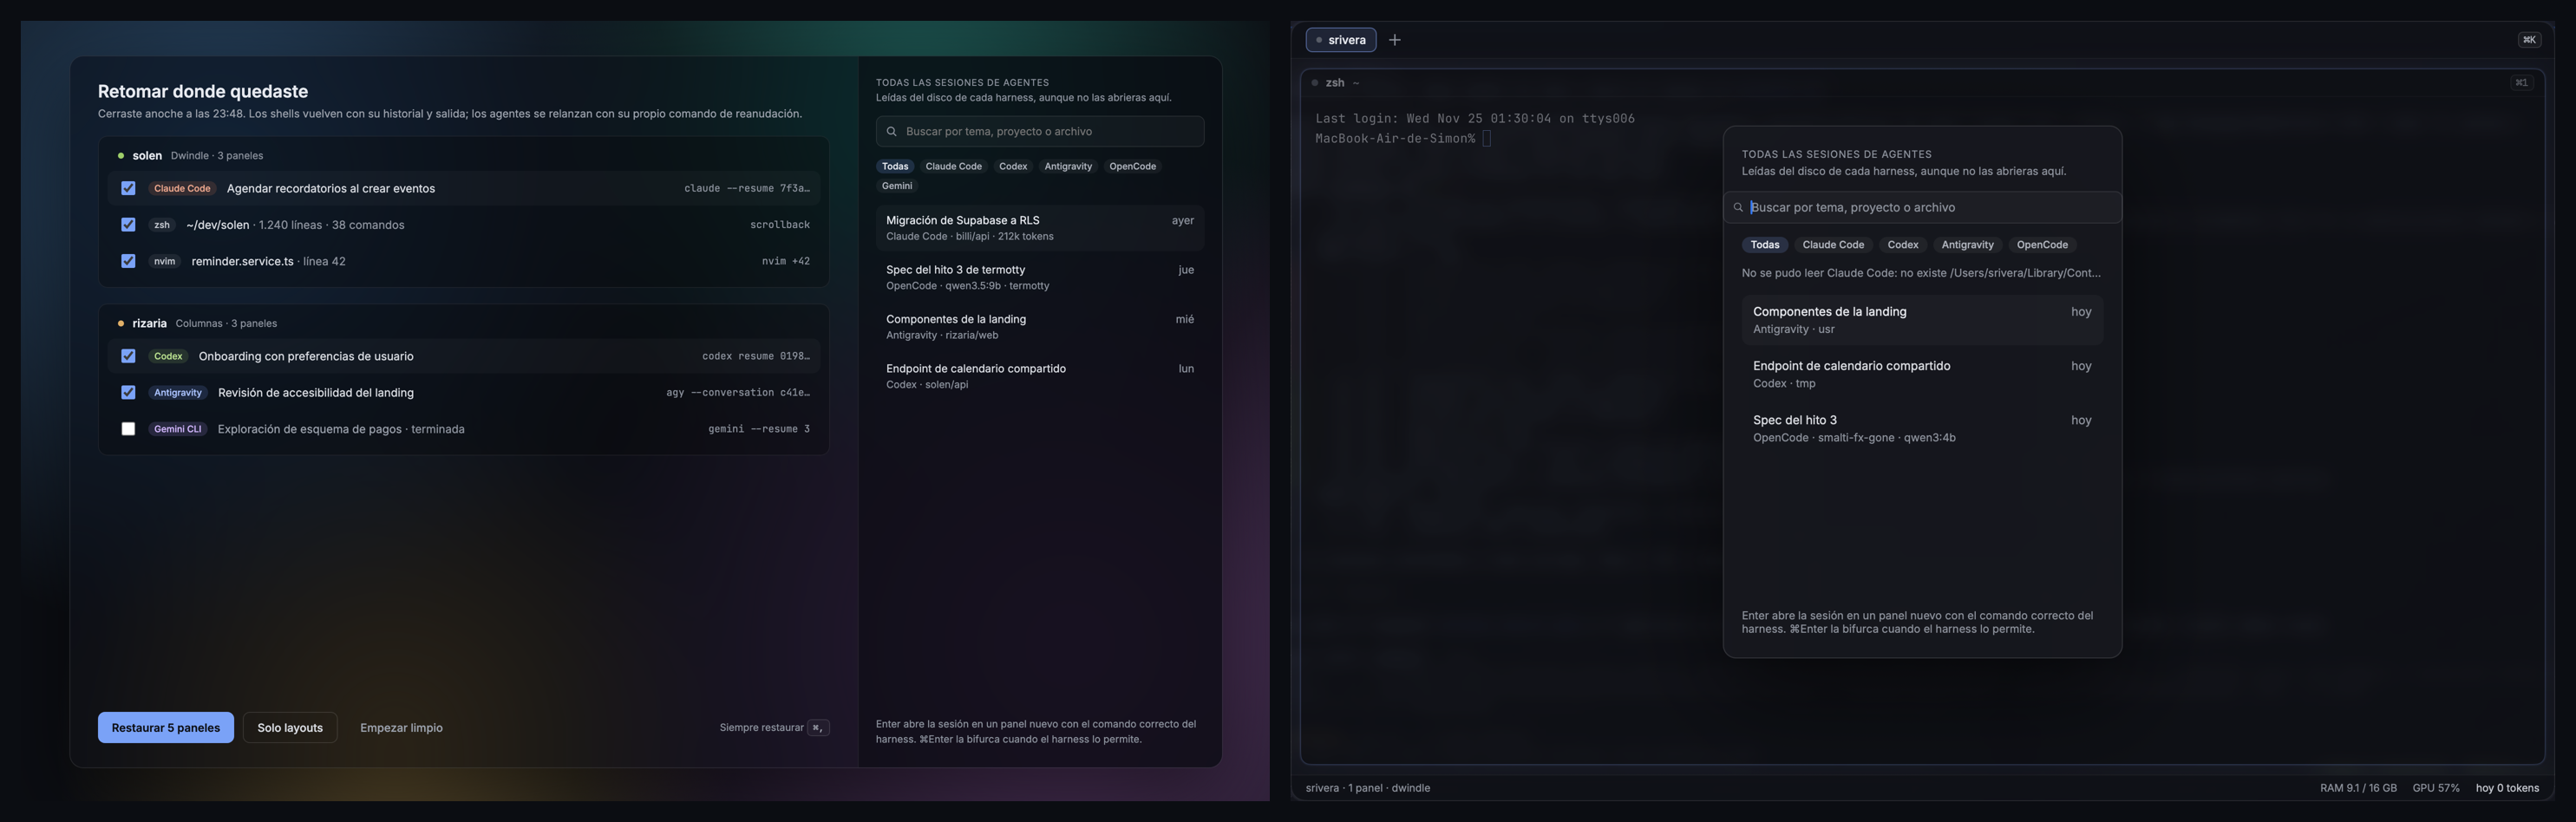 Retomar donde quedaste
Cerraste anoche a las 23:48. Los shells vuelven con su historial y salida; los agentes se relanzan con su propio comando de reanudación.
solen Dwindle · 3 paneles
Claude Code Agendar recordatorios al crear eventos claude --resume 7f3a…
zsh ~/dev/solen · 1.240 líneas · 38 comandos scrollback
nvim reminder.service.ts · línea 42 nvim +42
rizaria Columnas · 3 paneles
Codex Onboarding con preferencias de usuario codex resume 0198…
Antigravity Revisión de accesibilidad del landing agy --conversation c41e…
Gemini CLI Exploración de esquema de pagos · terminada gemini --resume 3
Restaurar 5 paneles Solo layouts Empezar limpio Siempre restaurar ⌘,
TODAS LAS SESIONES DE AGENTES
Leídas del disco de cada harness, aunque no las abrieras aquí.
Buscar por tema, proyecto o archivo
Todas Claude Code Codex Antigravity OpenCode
Gemini
Migración de Supabase a RLS ayer
Claude Code · billi/api · 212k tokens
Spec del hito 3 de termotty jue
OpenCode · qwen3.5:9b · termotty
Componentes de la landing mié
Antigravity · rizaria/web
Endpoint de calendario compartido lun
Codex · solen/api
Enter abre la sesión en un panel nuevo con el comando correcto del
harness. ⌘Enter la bifurca cuando el harness lo permite.
srivera + ⌘K
zsh ~ ⌘1
Last login: Wed Nov 25 01:30:04 on ttys006
MacBook-Air-de-Simon%
TODAS LAS SESIONES DE AGENTES
Leídas del disco de cada harness, aunque no las abrieras aquí.
Buscar por tema, proyecto o archivo
Todas Claude Code Codex Antigravity OpenCode
No se pudo leer Claude Code: no existe /Users/srivera/Library/Cont…
Componentes de la landing hoy
Antigravity · usr
Endpoint de calendario compartido hoy
Codex · tmp
Spec del hito 3 hoy
OpenCode · smalti-fx-gone · qwen3:4b
Enter abre la sesión en un panel nuevo con el comando correcto del
harness. ⌘Enter la bifurca cuando el harness lo permite.
srivera · 1 panel · dwindle RAM 9.1 / 16 GB GPU 57% hoy 0 tokens